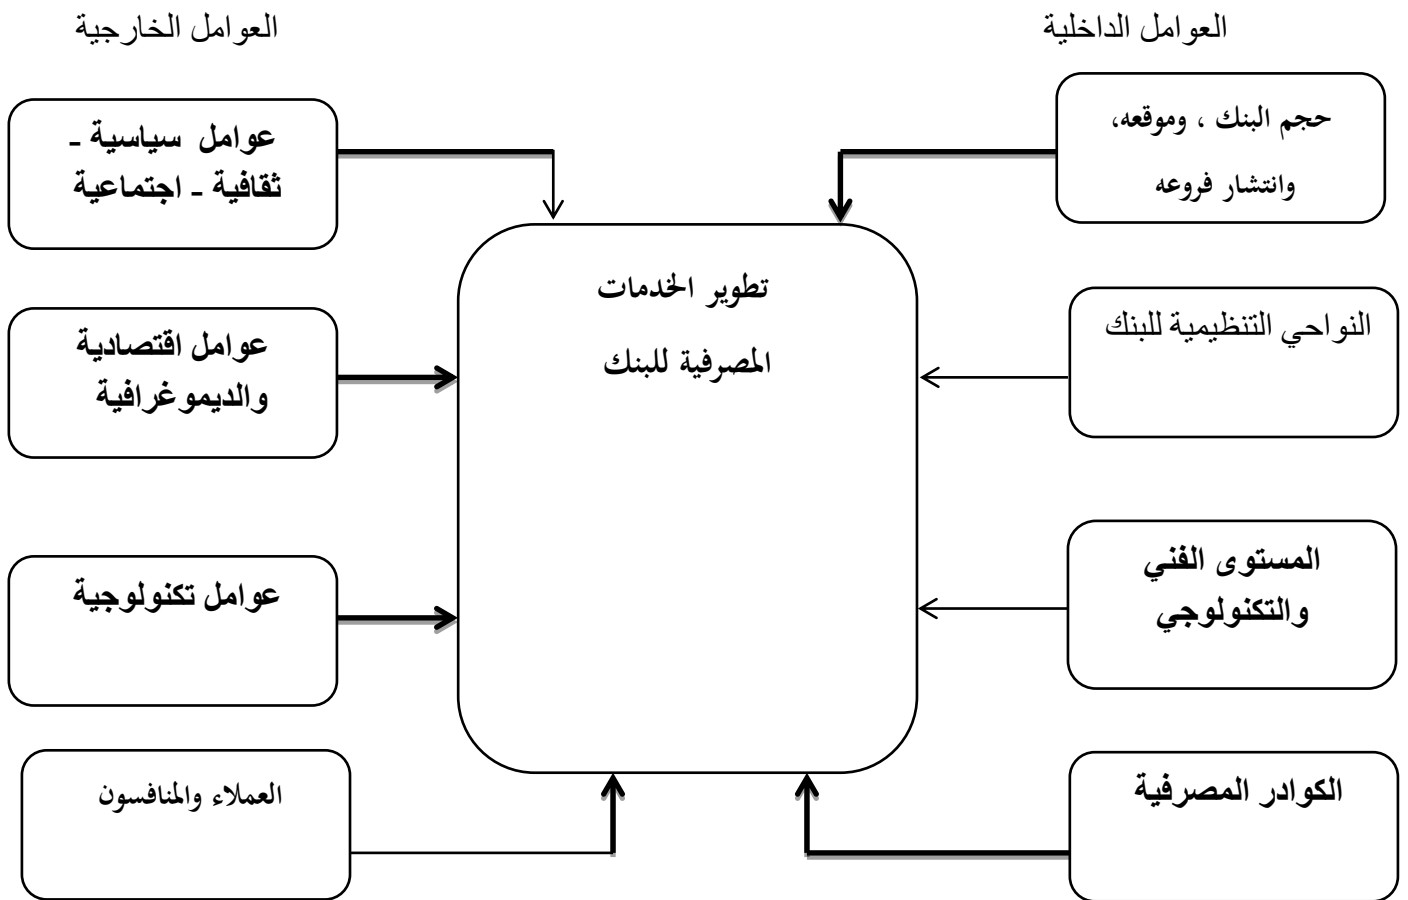 العوامل الداخلية
العوامل الخارجية
حجم البنك ، وموقعه،
وانتشار فروعه
عوامل سياسية -
ثقافية - اجتماعية
تطوير الخدمات
المصرفية للبنك
النواحي التنظيمية للبنك
عوامل اقتصادية
والديموغرافية
المستوى الفني
والتكنولوجي
عوامل تكنولوجية
الكوادر المصرفية
العملاء والمنافسون